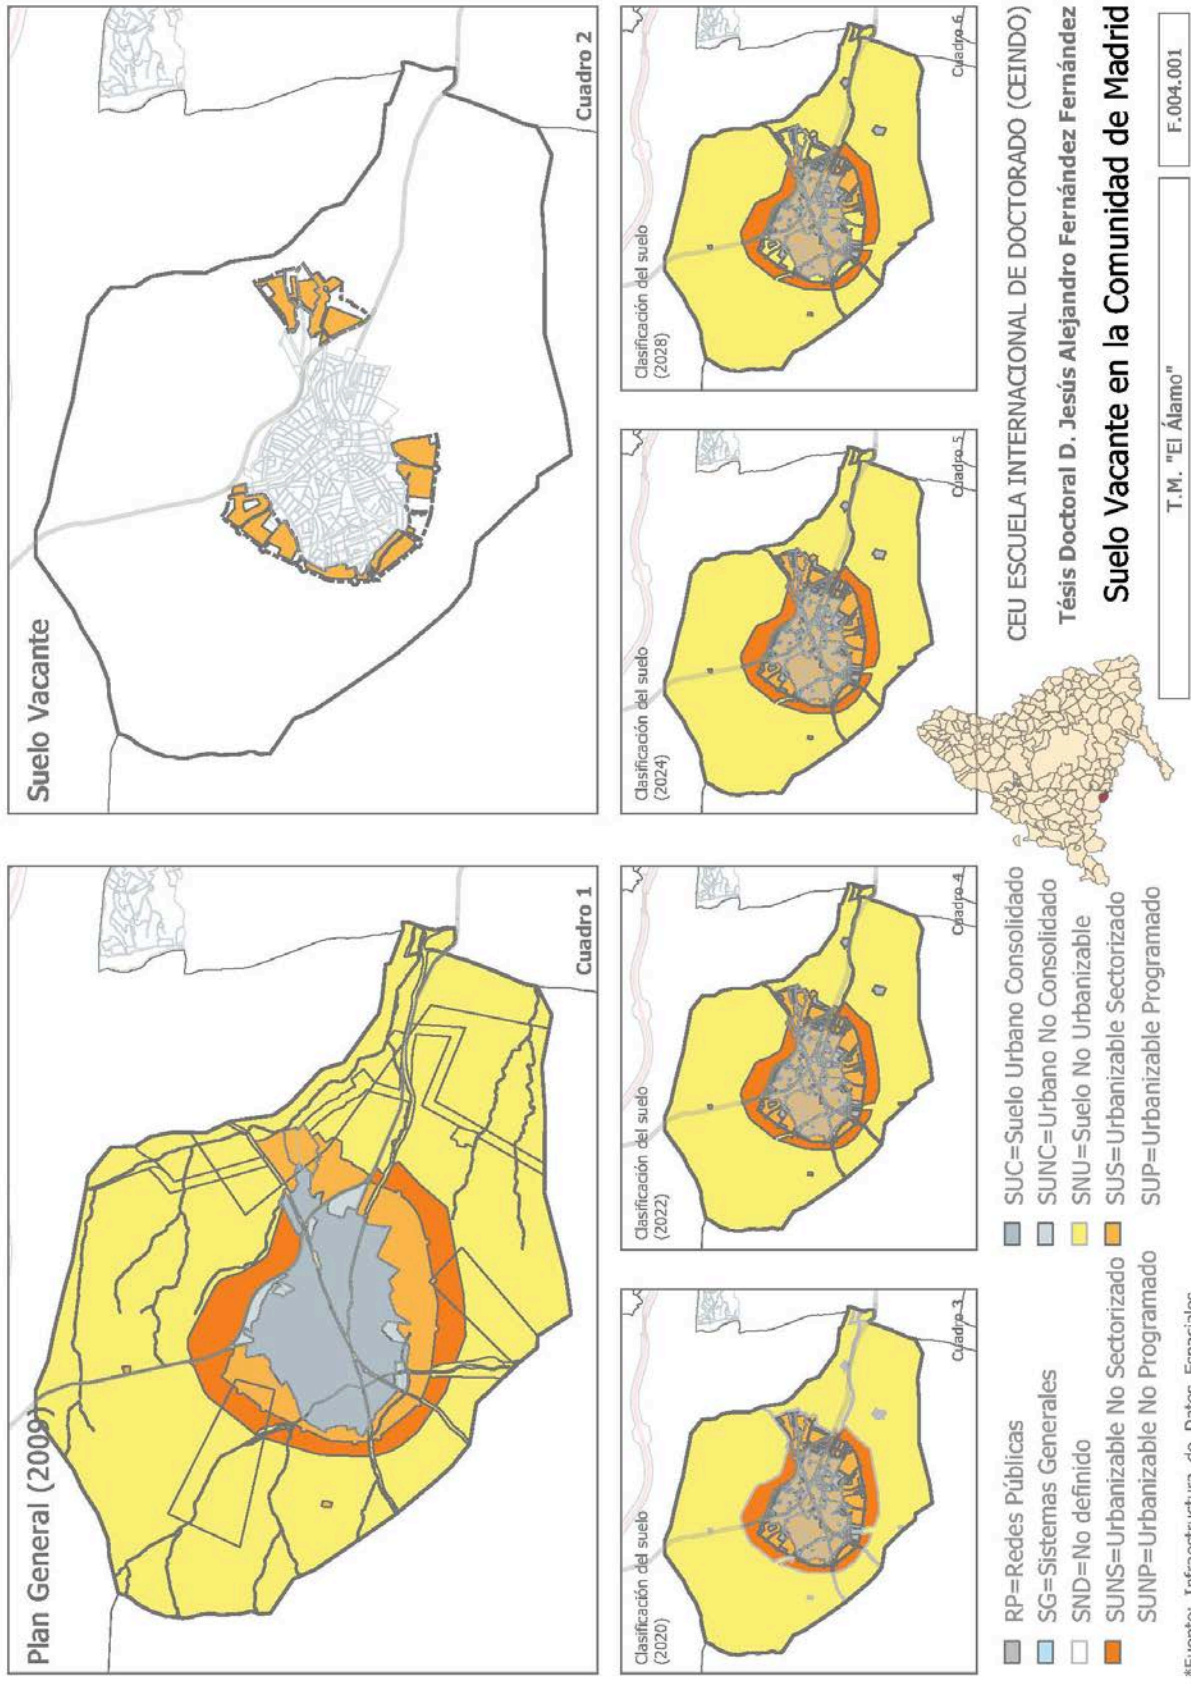 Plan General (2009)
Cuadro 1
Suelo Vacante
Cuadro 2
Clasificación del suelo
(2020)
Cuadro 3
Clasificación del suelo
(2022)
Cuadro 4
Clasificación del suelo
(2024)
Cuadro 5
Clasificación del suelo
(2028)
Cuadro 6
RP=Redes Públicas
SG=Sistemas Generales
SND=No definido
SUNS=Urbanizable No Sectorizado
SUNP=Urbanizable No Programado
SUC=Suelo Urbano Consolidado
SUNC=Urbano No Consolidado
SNU=Suelo No Urbanizable
SUS=Urbanizable Sectorizado
SUP=Urbanizable Programado
CEU ESCUELA INTERNACIONAL DE DOCTORADO (CEINDO)
Tésis Doctoral D. Jesús Alejandro Fernández Fernández
Suelo Vacante en la Comunidad de Madrid
T.M. "El Álamo"
F.004.001
*Fuente: Infraestructura de Datos Espaciales